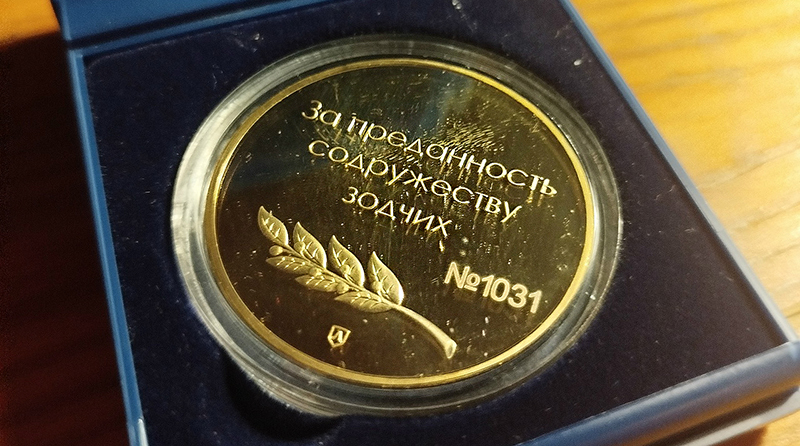 За преданность
содружеству
зодчих
№1031